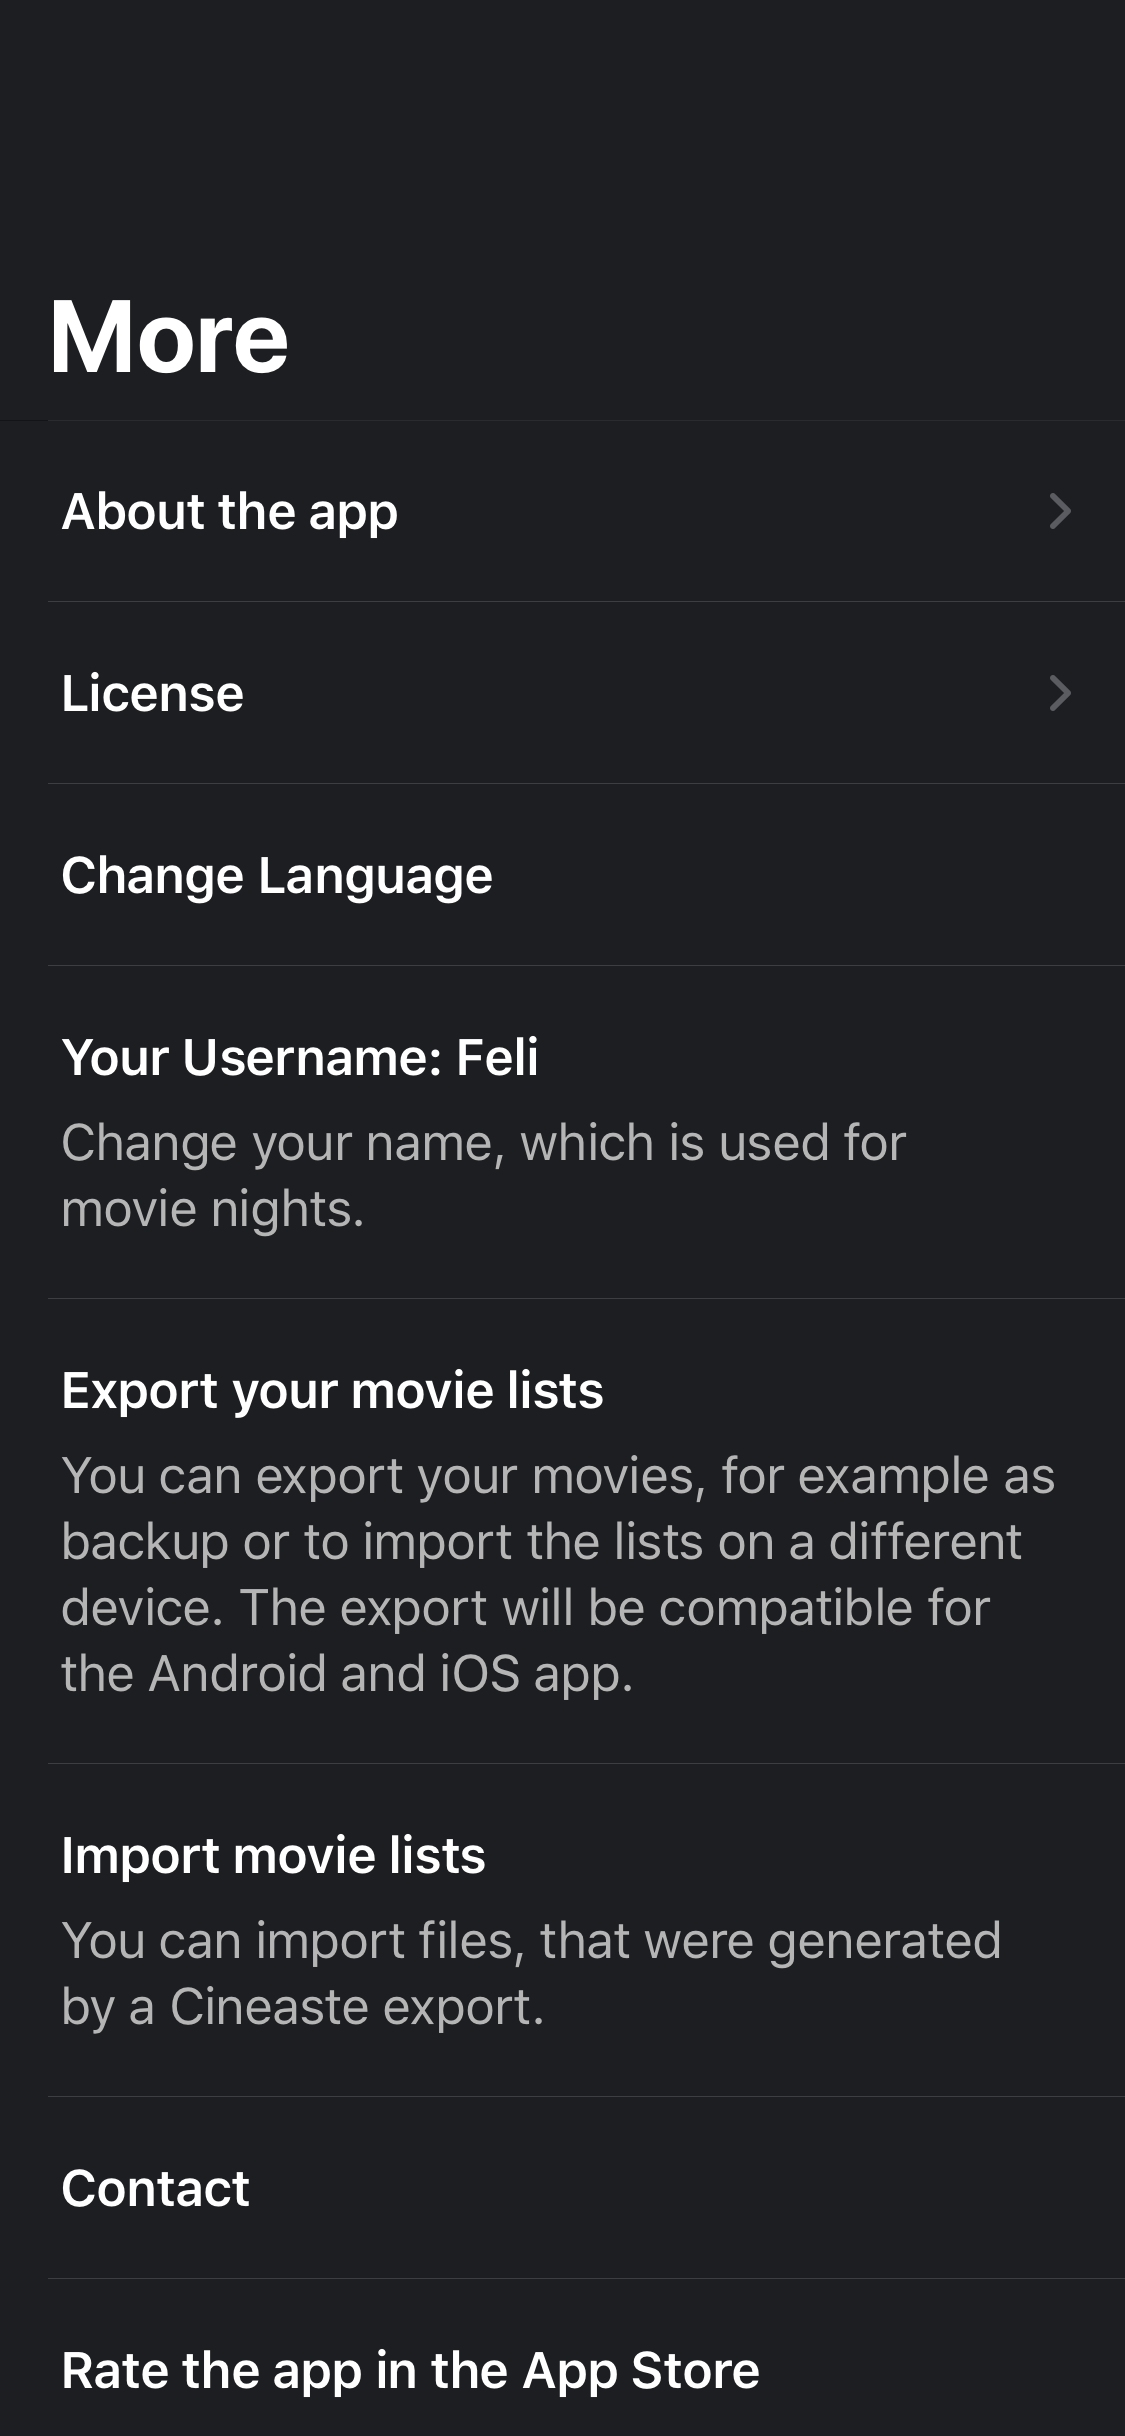 More
About the app
License
Change Language
Your Username: Feli
Change your name, which is used for
movie nights.
Export your movie lists
You can export your movies, for example as
backup or to import the lists on a different
device. The export will be compatible for
the Android and iOS app.
Import movie lists
You can import files, that were generated
by a Cineaste export.
Contact
Rate the app in the App Store